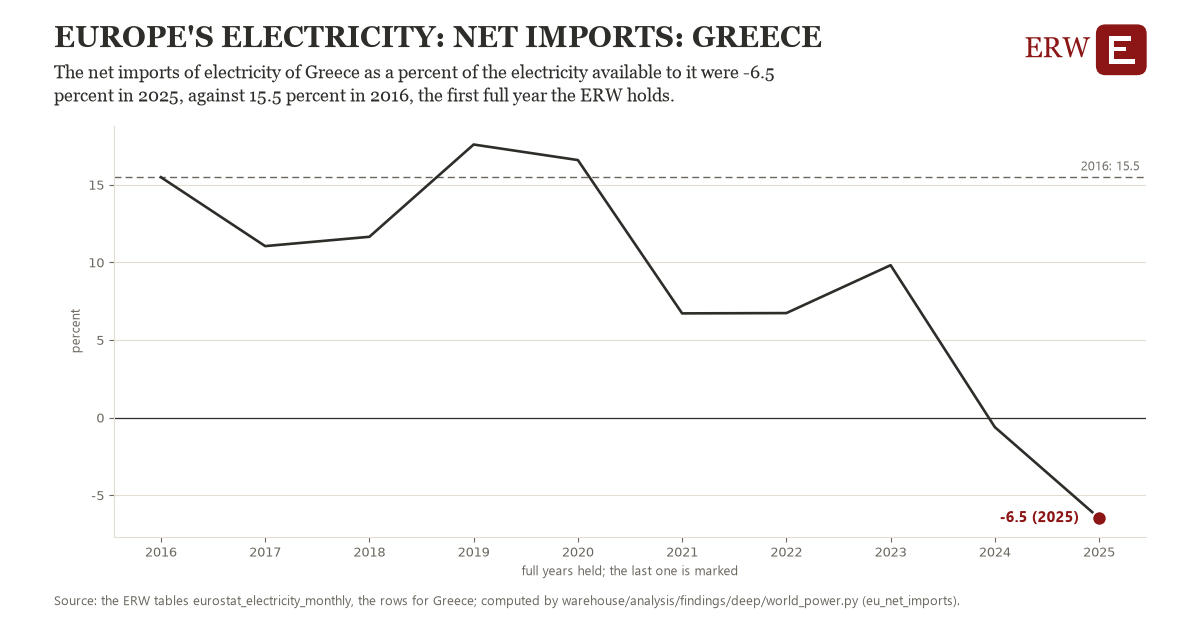 EUROPE'S ELECTRICITY: NET IMPORTS: GREECE
ERW E
The net imports of electricity of Greece as a percent of the electricity available to it were -6.5
percent in 2025, against 15.5 percent in 2016, the first full year the ERW holds.
2016: 15.5
15
10
5
0
-5
percent
-6.5 (2025)
2016 2017 2018 2019 2020 2021 2022 2023 2024 2025
full years held; the last one is marked
Source: the ERW tables eurostat_electricity_monthly, the rows for Greece; computed by warehouse/analysis/findings/deep/world_power.py (eu_net_imports).